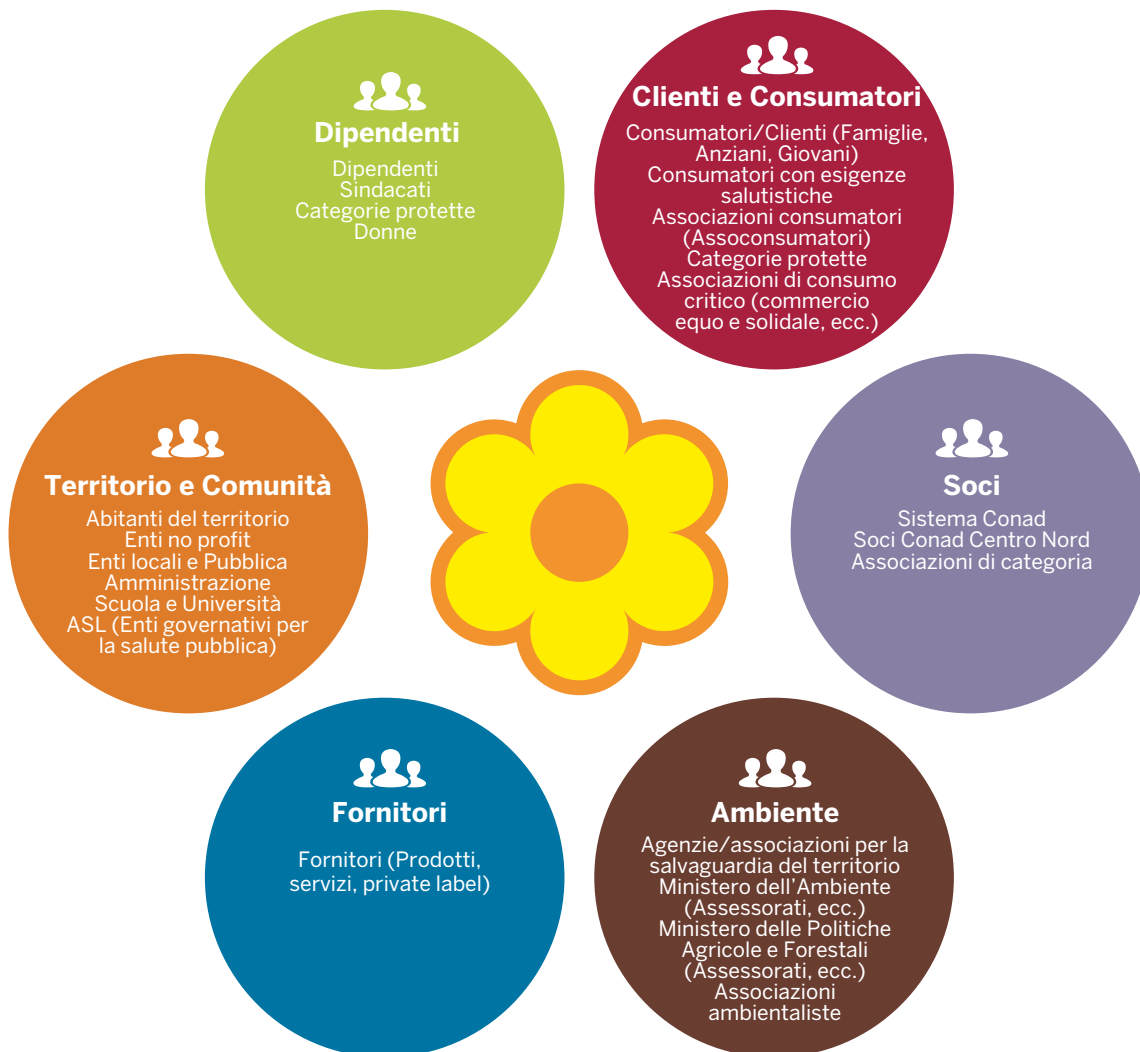 Dipendenti
Dipendenti
Sindacati
Categorie protette
Donne
Clienti e Consumatori
Consumatori/Clienti (Famiglie,
Anziani, Giovani)
Consumatori con esigenze
salutistiche
Associazioni consumatori
(Assoconsumatori)
Categorie protette
Associazioni di consumo
critico (commercio
equo e solidale, ecc.)
Territorio e Comunità
Abitanti del territorio
Enti no profit
Enti locali e Pubblica
Amministrazione
Scuola e Università
ASL (Enti governativi per
la salute pubblica)
Soci
Sistema Conad
Soci Conad Centro Nord
Associazioni di categoria
Fornitori
Fornitori (Prodotti,
servizi, private label)
Ambiente
Agenzie/associazioni per la
salvaguardia del territorio
Ministero dell’Ambiente
(Assessorati, ecc.)
Ministero delle Politiche
Agricole e Forestali
(Assessorati, ecc.)
Associazioni
ambientaliste